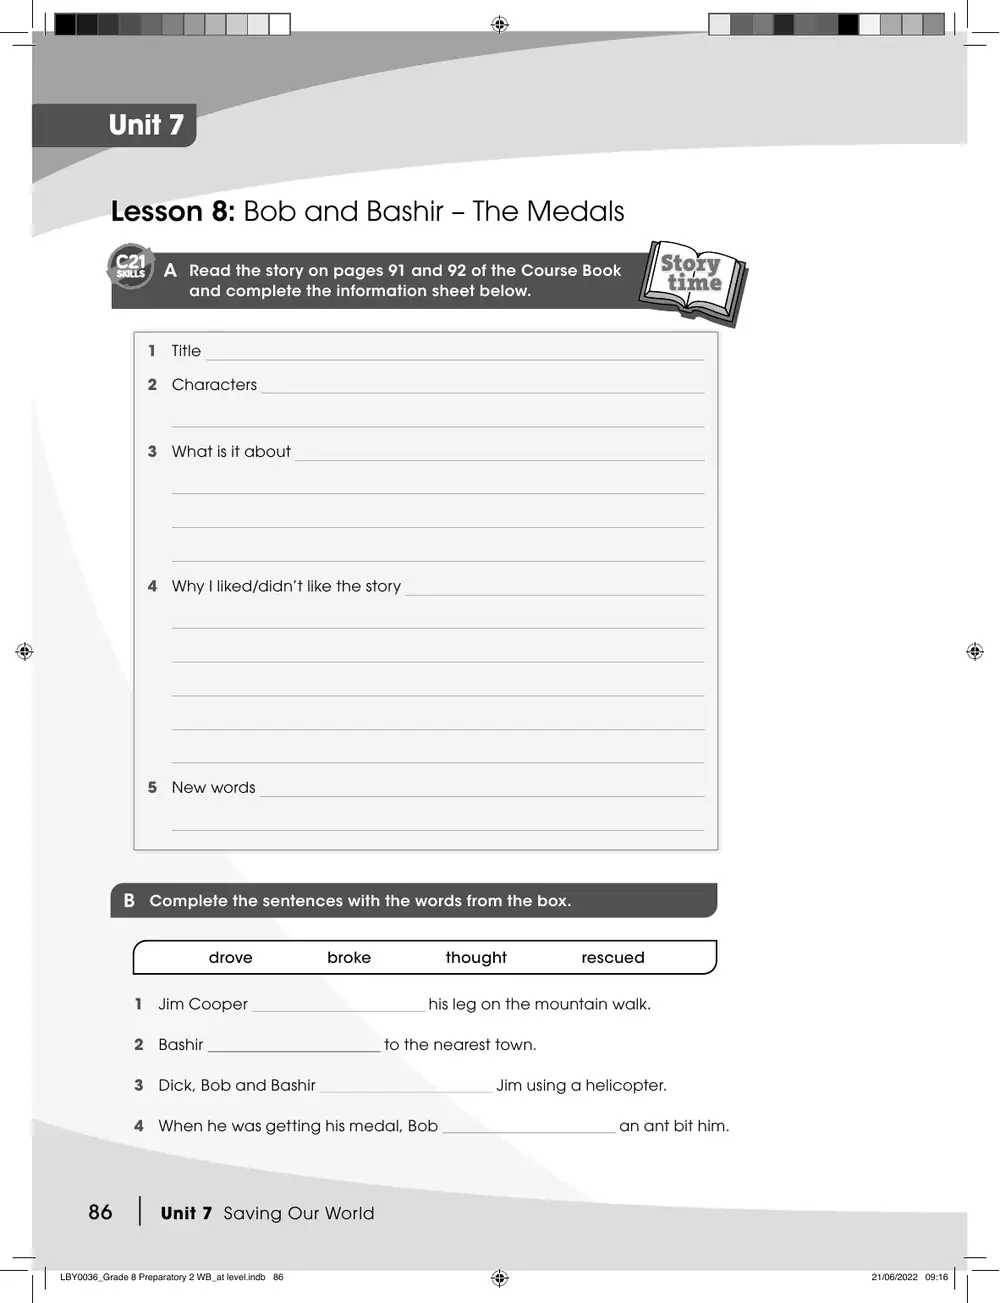 Unit 7
Lesson 8: Bob and Bashir – The Medals
C21
SKILLS
A Read the story on pages 91 and 92 of the Course Book
and complete the information sheet below.
Story
time
1 Title
2 Characters
3 What is it about
4 Why I liked/didn’t like the story
5 New words
B Complete the sentences with the words from the box.
drove broke thought rescued
1 Jim Cooper ____ his leg on the mountain walk.
2 Bashir ____ to the nearest town.
3 Dick, Bob and Bashir ____ Jim using a helicopter.
4 When he was getting his medal, Bob ____ an ant bit him.
86 Unit 7 Saving Our World
LBY0036_Grade 8 Preparatory 2 WB_at level.indb 86 21/06/2022 09:16